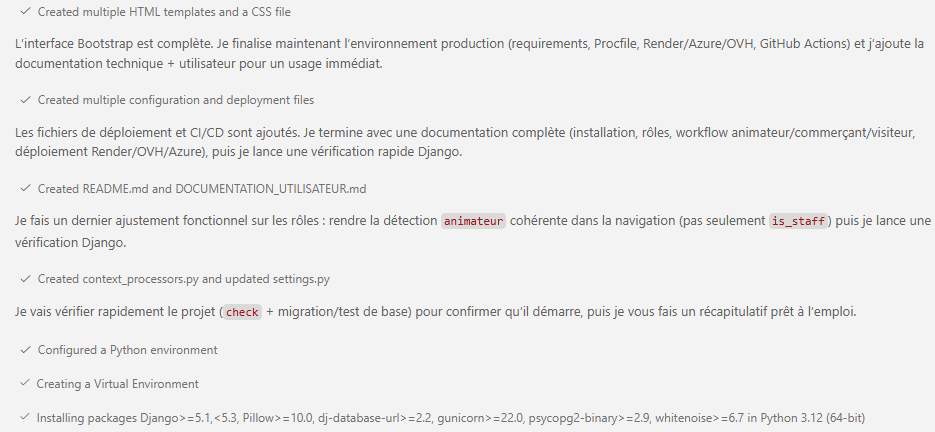 Created multiple HTML templates and a CSS file
L'interface Bootstrap est complète. Je finalise maintenant l'environnement production (requirements, Procfile, Render/Azure/OVH, GitHub Actions) et j'ajoute la
documentation technique + utilisateur pour un usage immédiat.
Created multiple configuration and deployment files
Les fichiers de déploiement et CI/CD sont ajoutés. Je termine avec une documentation complète (installation, rôles, workflow animateur/commerçant/visiteur,
déploiement Render/OVH/Azure), puis je lance une vérification rapide Django.
Created README.md and DOCUMENTATION_UTILISATEUR.md
Je fais un dernier ajustement fonctionnel sur les rôles : rendre la détection animateur cohérente dans la navigation (pas seulement is_staff) puis je lance une
vérification Django.
Created context_processors.py and updated settings.py
Je vais vérifier rapidement le projet (check + migration/test de base) pour confirmer qu'il démarre, puis je vous fais un récapitulatif prêt à l'emploi.
Configured a Python environment
Creating a Virtual Environment
Installing packages Django>=5.1,<5.3, Pillow>=10.0, dj-database-url>=2.2, gunicorn>=22.0, psycopg2-binary>=2.9, whitenoise>=6.7 in Python 3.12 (64-bit)